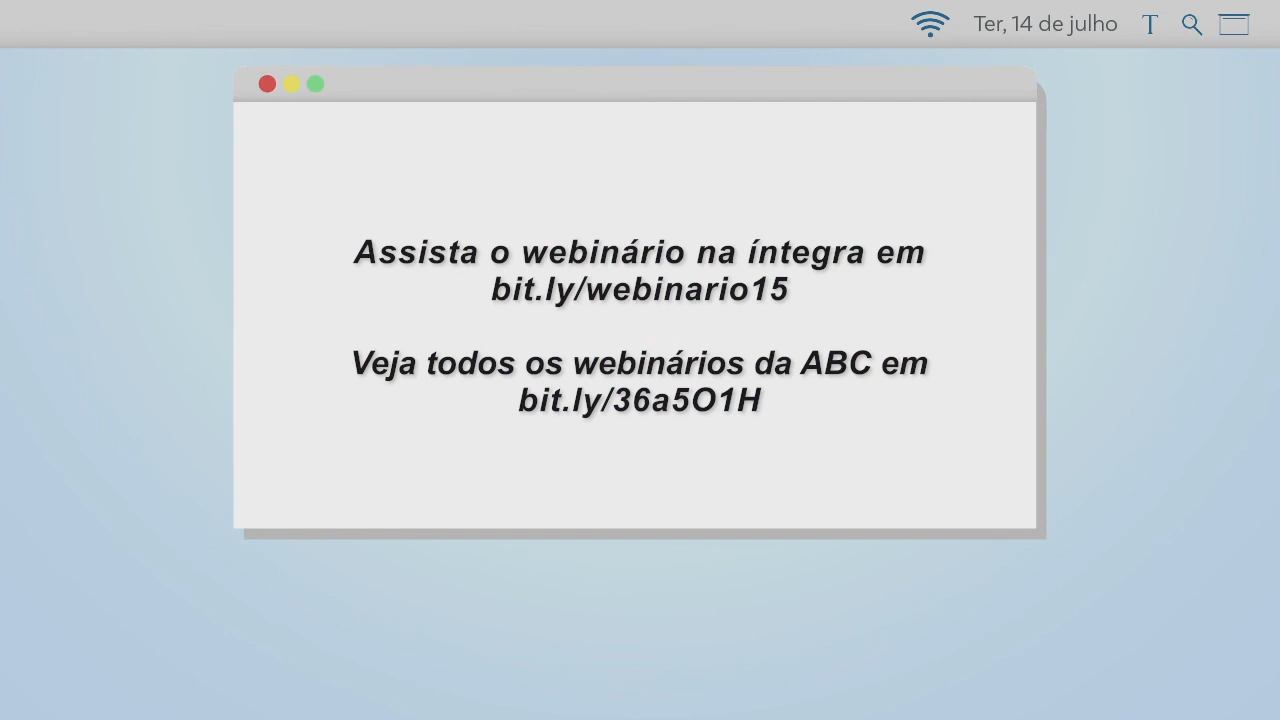 Ter, 14 de julho T
Assista o webinário na íntegra em
bit.ly/webinario15
Veja todos os webinários da ABC em
bit.ly/36a5O1H